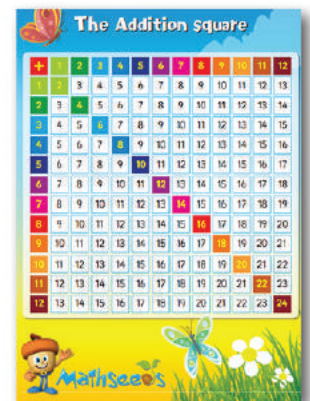 The Addition Square
+ 1 2 3 4 5 6 7 8 9 10 11 12
1 2 3 4 5 6 7 8 9 10 11 12 13
2 3 4 5 6 7 8 9 10 11 12 13 14
3 4 5 6 7 8 9 10 11 12 13 14 15
4 5 6 7 8 9 10 11 12 13 14 15 16
5 6 7 8 9 10 11 12 13 14 15 16 17
6 7 8 9 10 11 12 13 14 15 16 17 18
7 8 9 10 11 12 13 14 15 16 17 18 19
8 9 10 11 12 13 14 15 16 17 18 19 20
9 10 11 12 13 14 15 16 17 18 19 20 21
10 11 12 13 14 15 16 17 18 19 20 21 22
11 12 13 14 15 16 17 18 19 20 21 22 23
12 13 14 15 16 17 18 19 20 21 22 23 24
Mathseeds